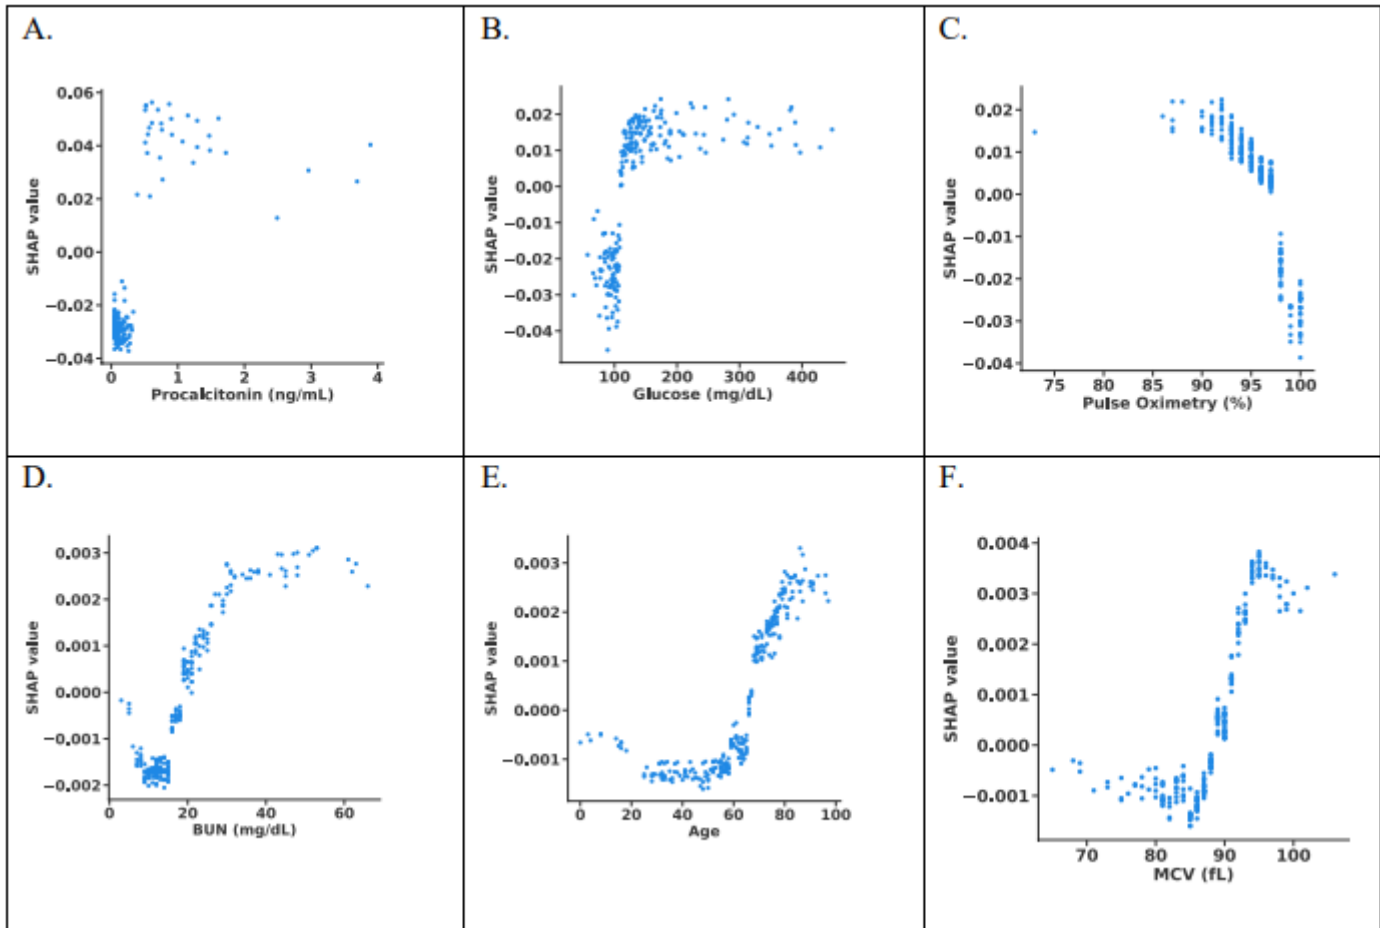 A.
0.06
0.04
0.02
0.00
−0.02
−0.04
SHAP value
0 1 2 3 4
Procalcitonin (ng/mL)
B.
0.02
0.01
0.00
−0.01
−0.02
−0.03
−0.04
SHAP value
100 200 300 400
Glucose (mg/dL)
C.
0.02
0.01
0.00
−0.01
−0.02
−0.03
−0.04
SHAP value
75 80 85 90 95 100
Pulse Oximetry (%)
D.
0.003
0.002
0.001
0.000
−0.001
−0.002
SHAP value
0 20 40 60
BUN (mg/dL)
E.
0.003
0.002
0.001
0.000
−0.001
SHAP value
0 20 40 60 80 100
Age
F.
0.004
0.003
0.002
0.001
0.000
−0.001
SHAP value
70 80 90 100
MCV (fL)